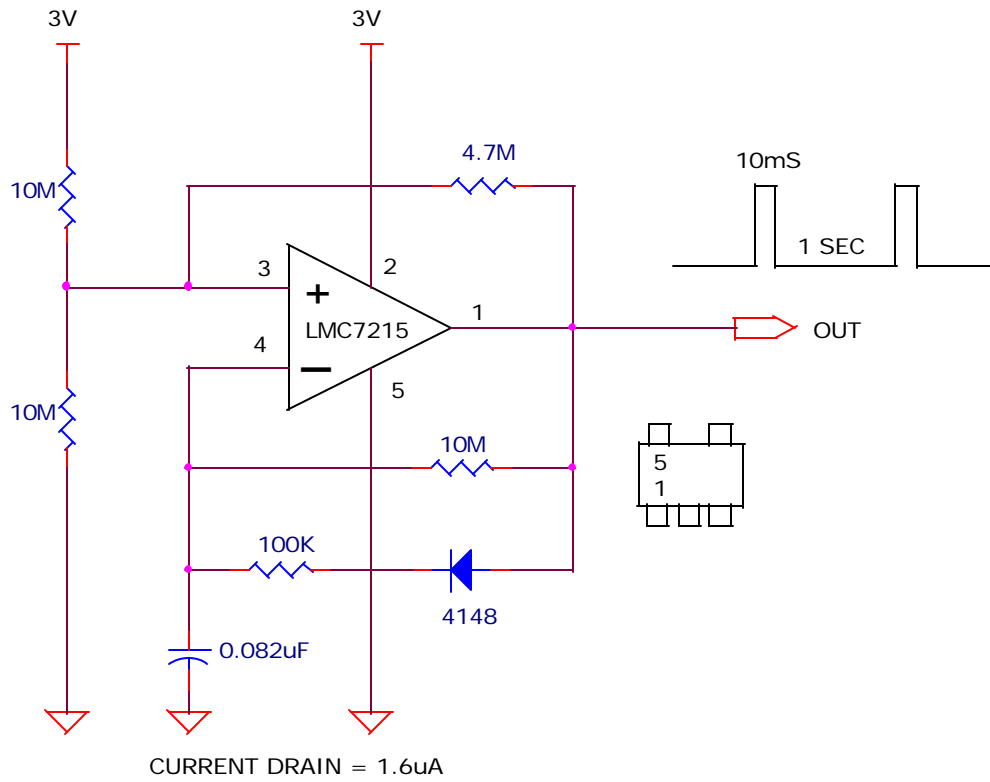 3V
3V
4.7M
10mS
10M
1 SEC
3
2
+
LMC7215
1
OUT
4
−
5
10M
10M
5
1
100K
4148
0.082uF
CURRENT DRAIN = 1.6uA